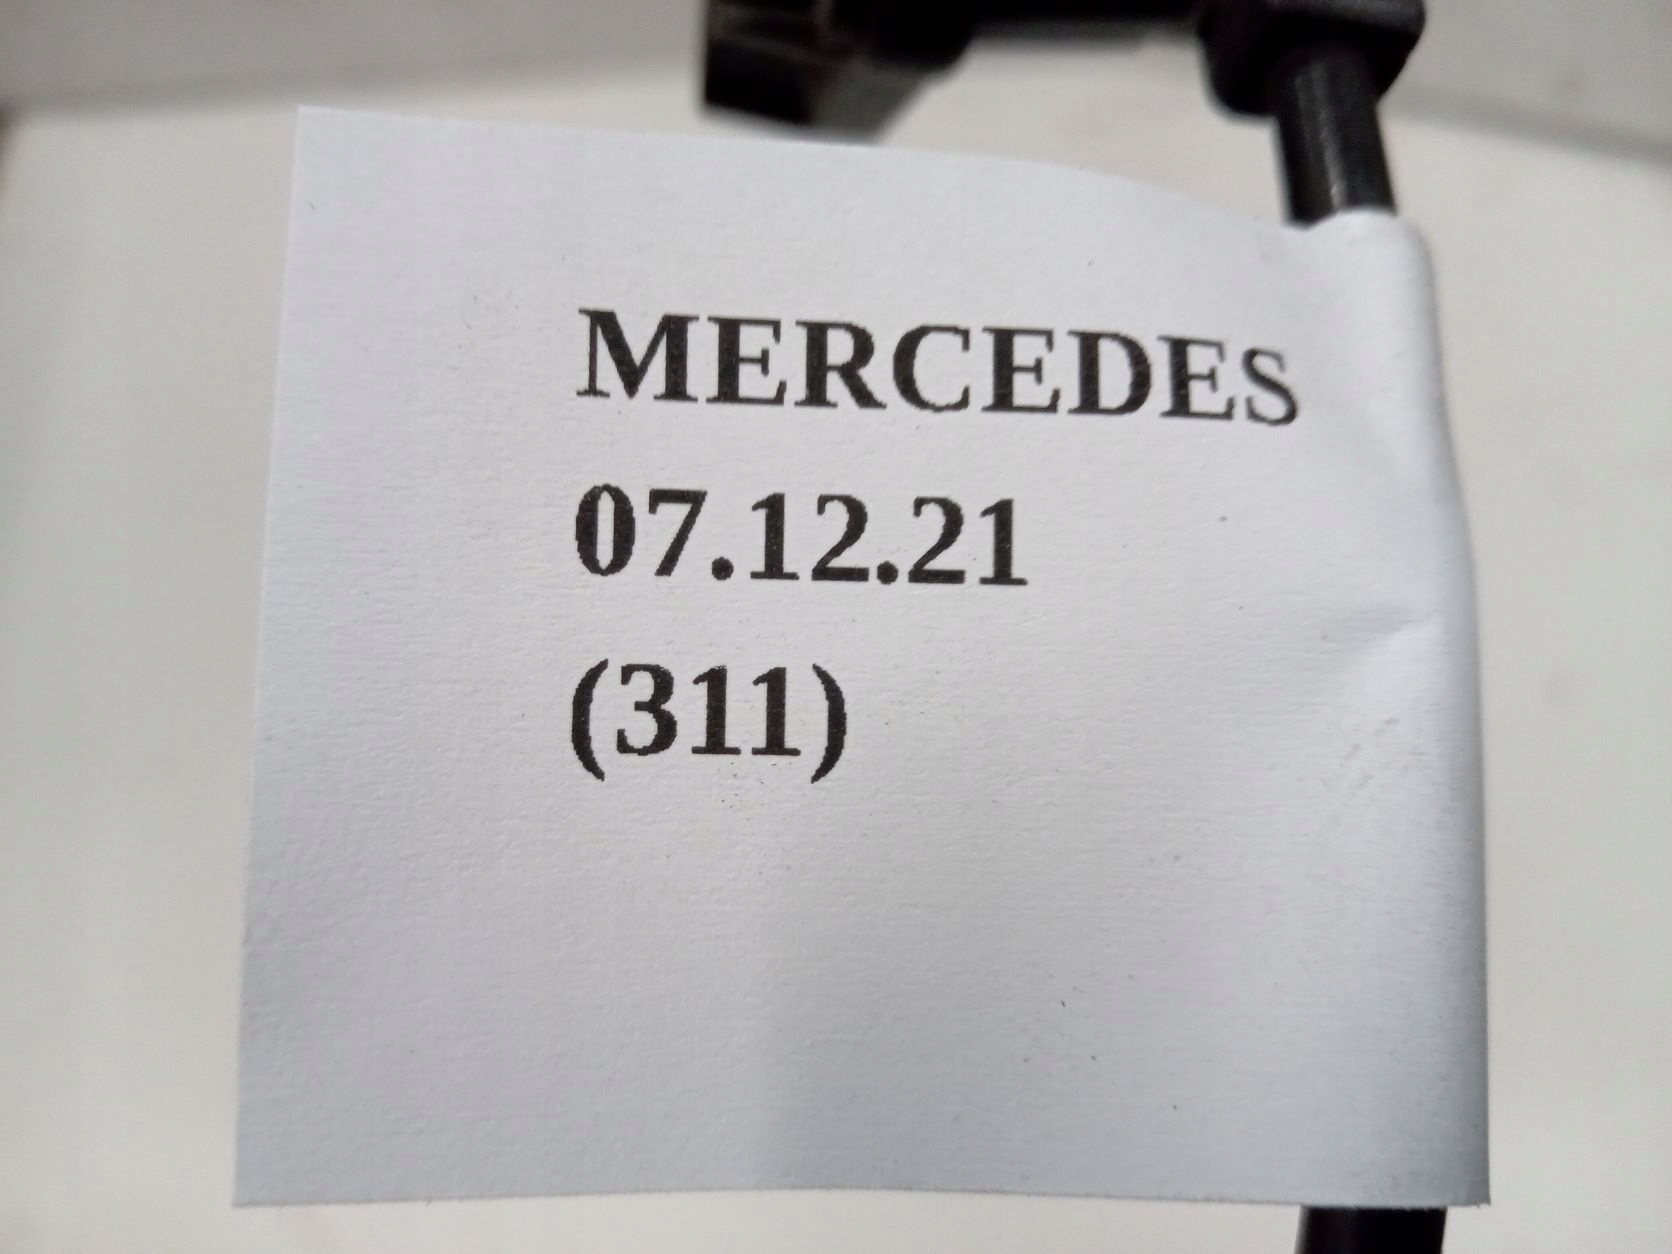 MERCEDES
07.12.21
(311)